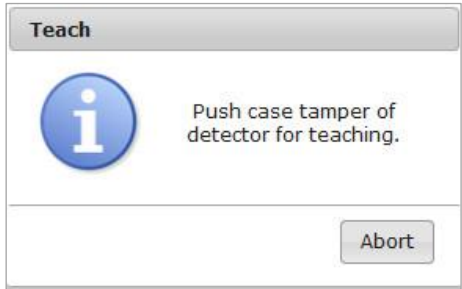 Teach
Push case tamper of
detector for teaching.
Abort